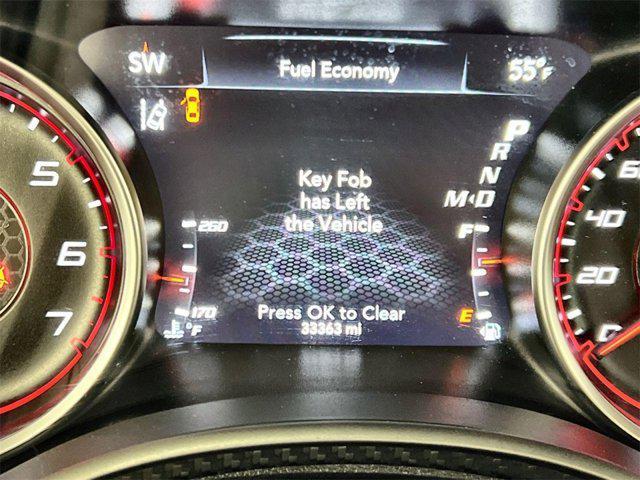 SW
Fuel Economy
55°F
P
R
N
M D
Key Fob
has Left
the Vehicle
5
6
7
260
170
°F
F
E
60
40
20
0
Press OK to Clear
33363 mi